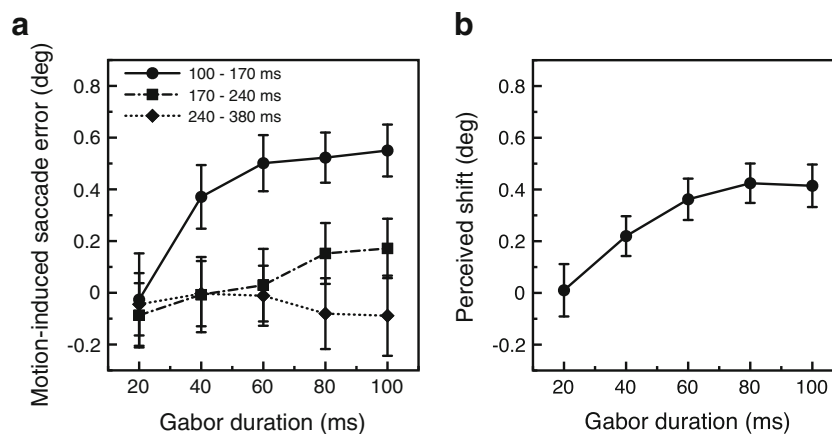 a
Motion-induced saccade error (deg)
0.8
0.6
0.4
0.2
0
-0.2
100 - 170 ms
170 - 240 ms
240 - 380 ms
20 40 60 80 100
Gabor duration (ms)
b
Perceived shift (deg)
0.8
0.6
0.4
0.2
0
-0.2
20 40 60 80 100
Gabor duration (ms)